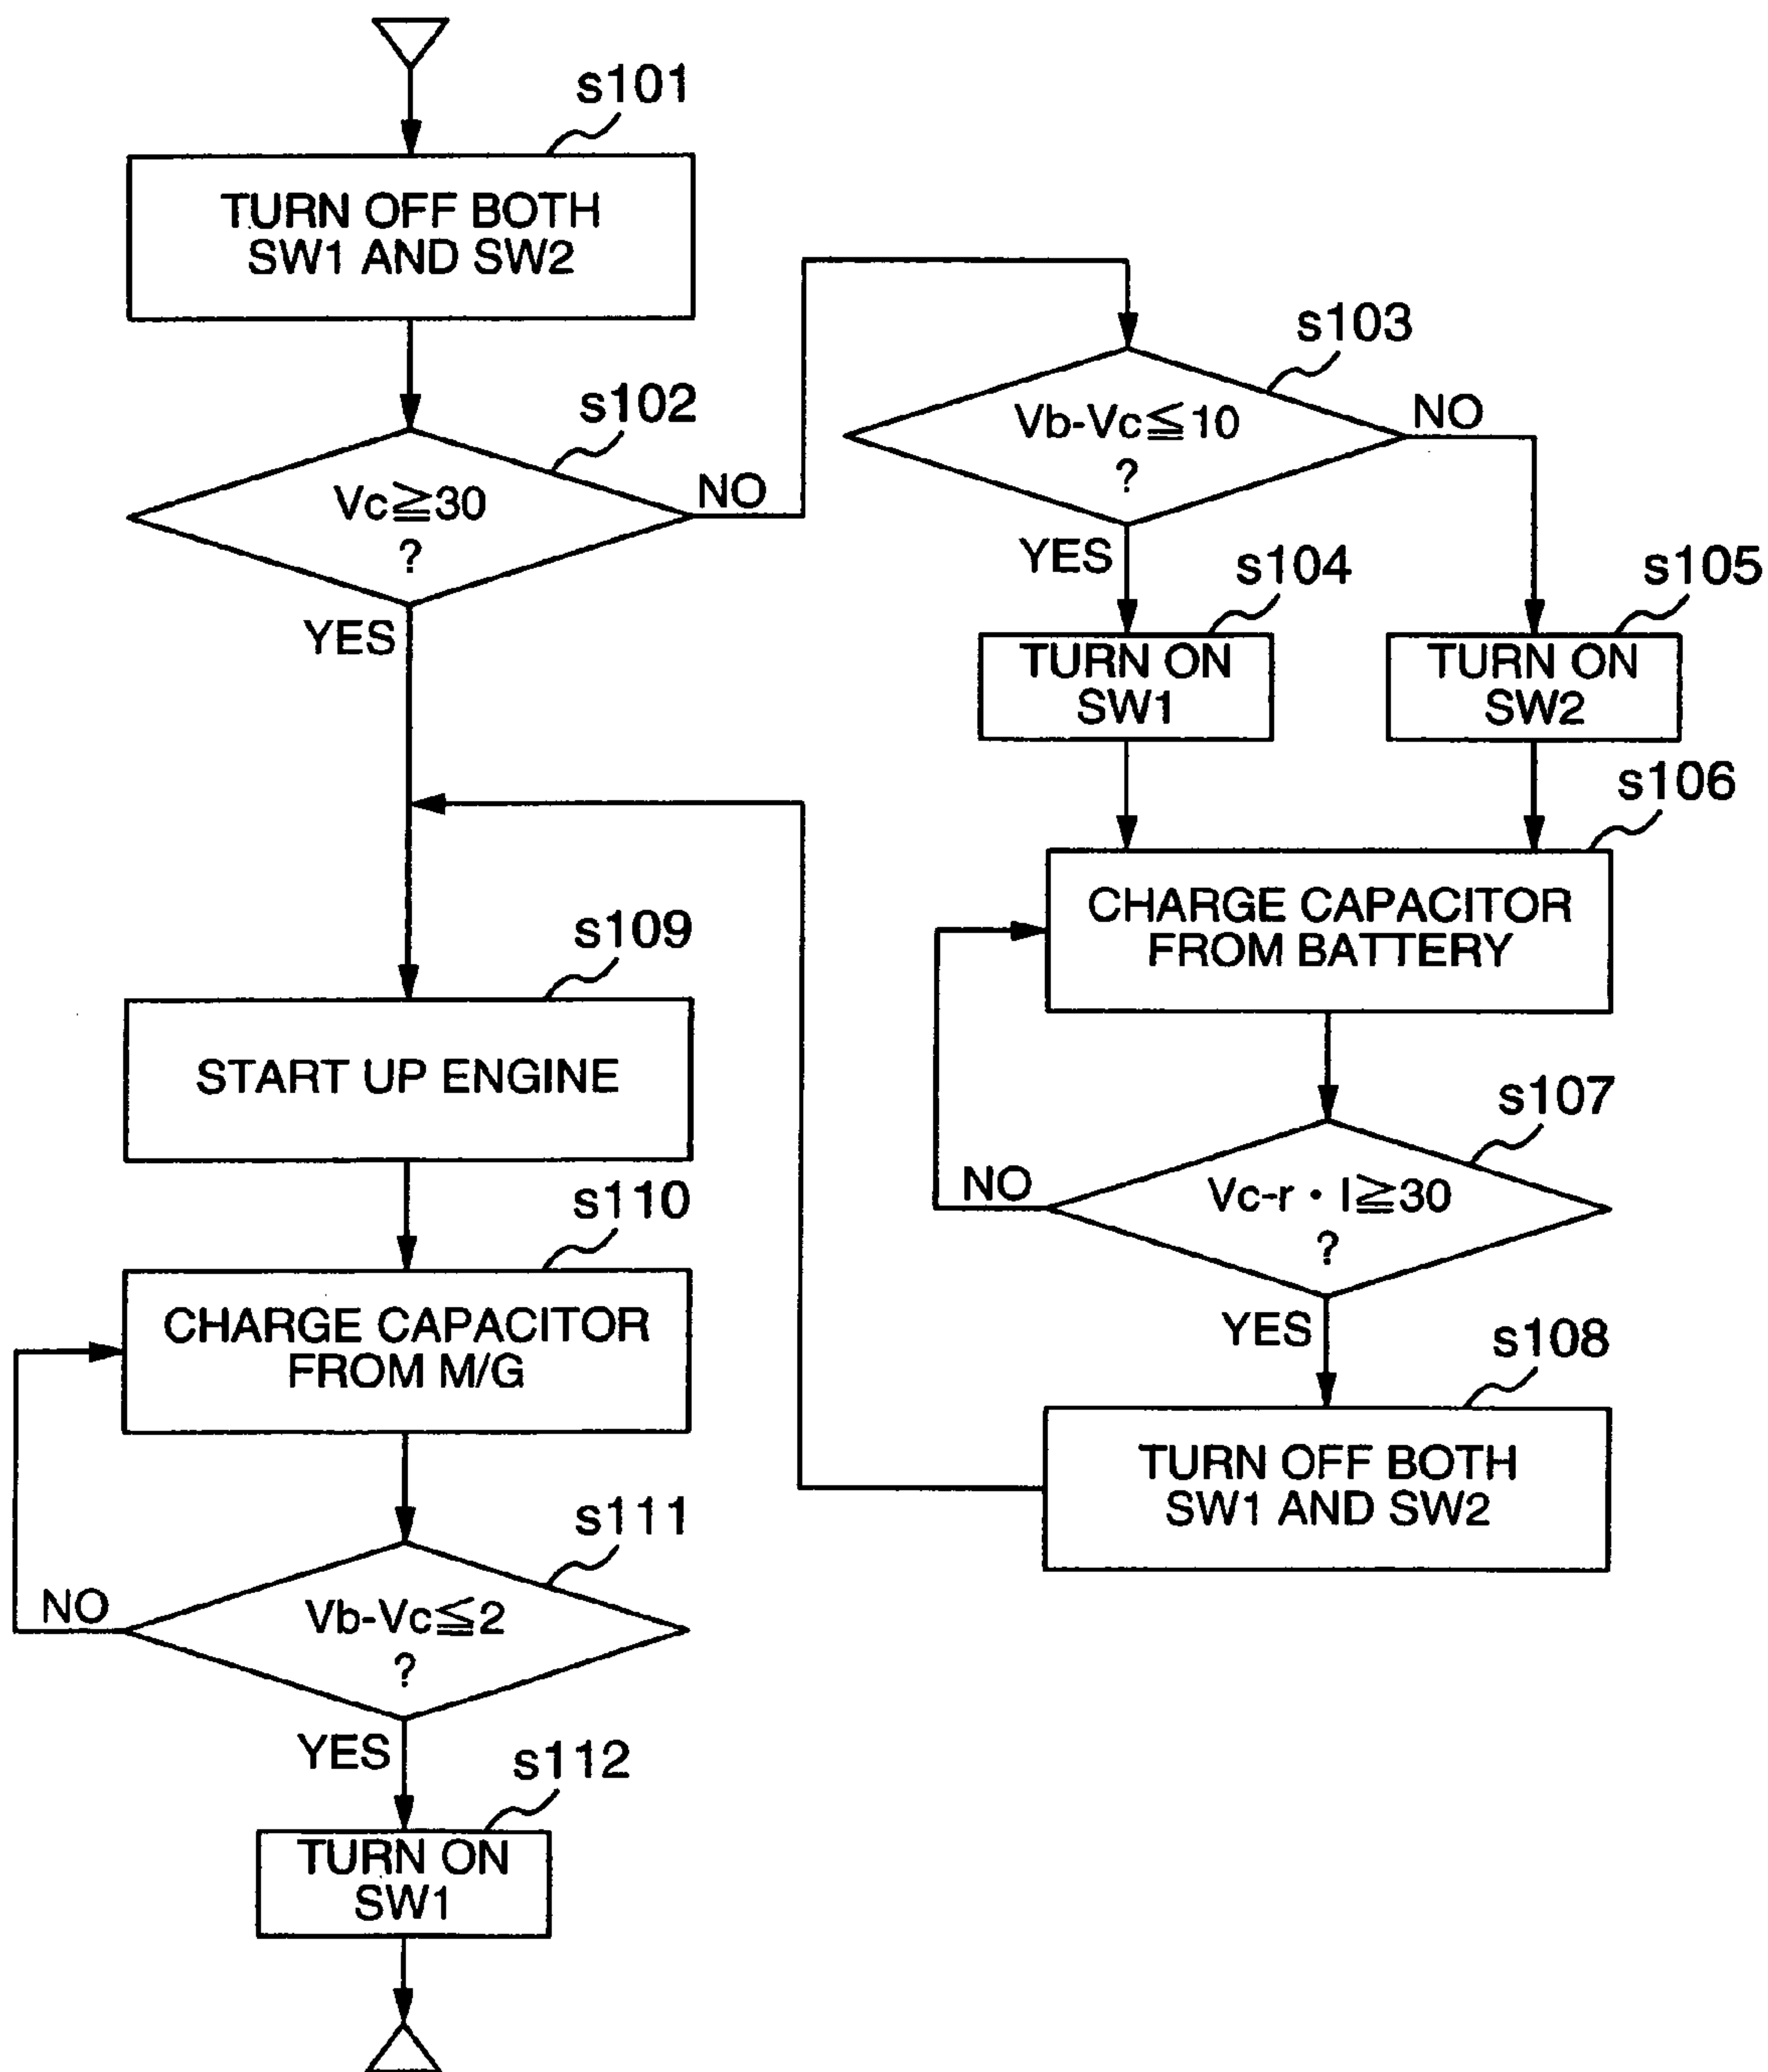 s101
TURN OFF BOTH
SW1 AND SW2
s102
Vc≧30
?
NO
YES
s103
Vb-Vc≦10
?
NO
YES
s104
TURN ON
SW1
s105
TURN ON
SW2
s106
CHARGE CAPACITOR
FROM BATTERY
s107
Vc-r・I≧30
?
NO
YES
s108
TURN OFF BOTH
SW1 AND SW2
s109
START UP ENGINE
s110
CHARGE CAPACITOR
FROM M/G
s111
Vb-Vc≦2
?
NO
YES
s112
TURN ON
SW1